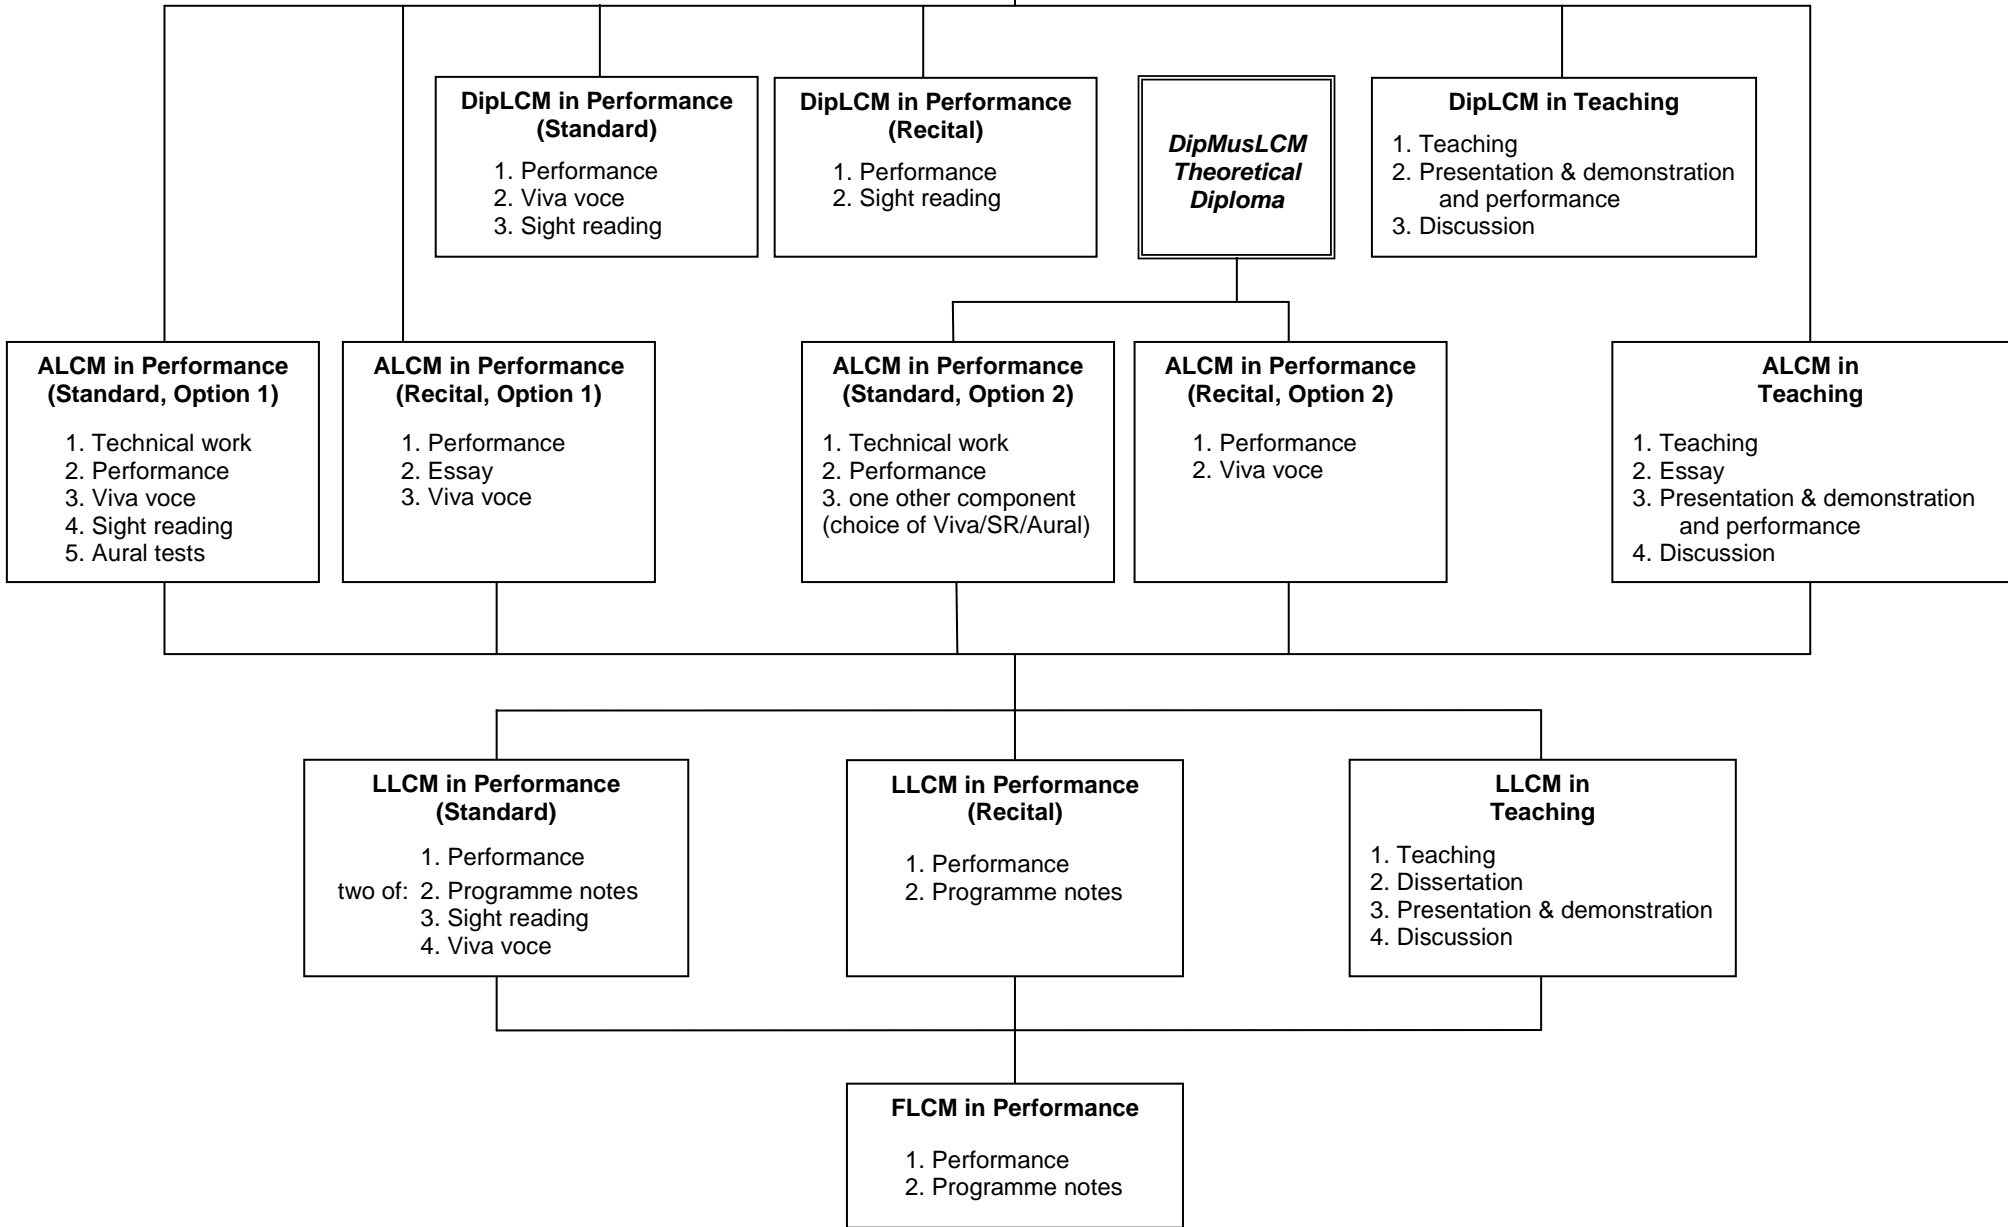 DipLCM in Performance
(Standard)
1. Performance
2. Viva voce
3. Sight reading
DipLCM in Performance
(Recital)
1. Performance
2. Sight reading
DipMusLCM
Theoretical
Diploma
DipLCM in Teaching
1. Teaching
2. Presentation & demonstration
and performance
3. Discussion
ALCM in Performance
(Standard, Option 1)
1. Technical work
2. Performance
3. Viva voce
4. Sight reading
5. Aural tests
ALCM in Performance
(Recital, Option 1)
1. Performance
2. Essay
3. Viva voce
ALCM in Performance
(Standard, Option 2)
1. Technical work
2. Performance
3. one other component
(choice of Viva/SR/Aural)
ALCM in Performance
(Recital, Option 2)
1. Performance
2. Viva voce
ALCM in
Teaching
1. Teaching
2. Essay
3. Presentation & demonstration
and performance
4. Discussion
LLCM in Performance
(Standard)
1. Performance
two of: 2. Programme notes
3. Sight reading
4. Viva voce
LLCM in Performance
(Recital)
1. Performance
2. Programme notes
LLCM in
Teaching
1. Teaching
2. Dissertation
3. Presentation & demonstration
4. Discussion
FLCM in Performance
1. Performance
2. Programme notes